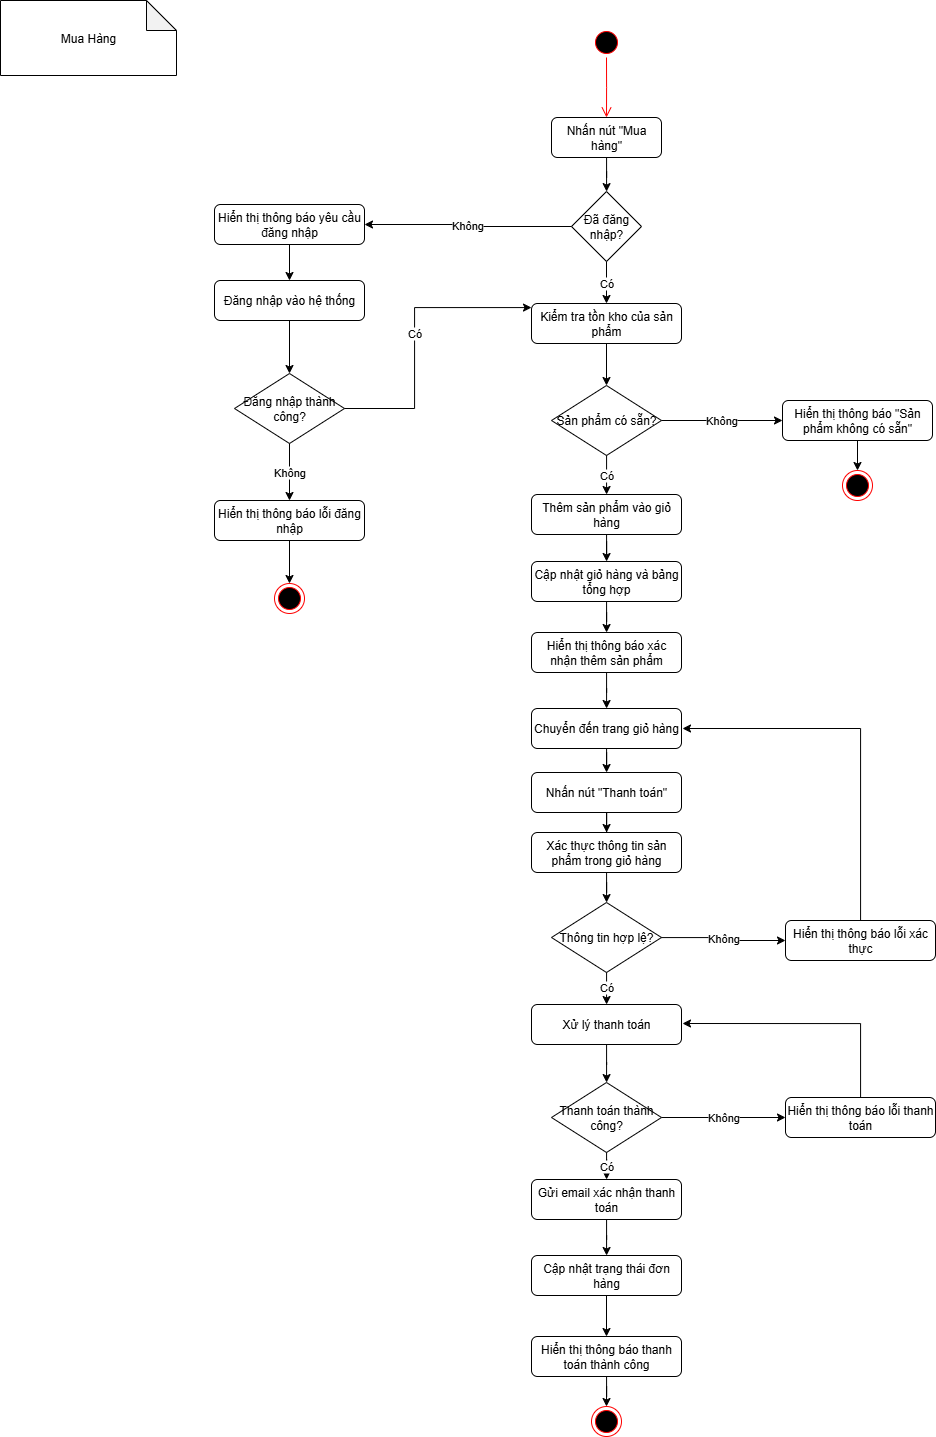 Mua Hàng
Nhấn nút "Mua
hàng"
Đã đăng
nhập?
Không
Hiển thị thông báo yêu cầu
đăng nhập
Có
Đăng nhập vào hệ thống
Kiểm tra tồn kho của sản
phẩm
Có
Đăng nhập thành
công?
Sản phẩm có sẵn?
Không
Hiển thị thông báo "Sản
phẩm không có sẵn"
Không
Có
Hiển thị thông báo lỗi đăng
nhập
Thêm sản phẩm vào giỏ
hàng
Cập nhật giỏ hàng và bảng
tổng hợp
Hiển thị thông báo xác
nhận thêm sản phẩm
Chuyển đến trang giỏ hàng
Nhấn nút "Thanh toán"
Xác thực thông tin sản
phẩm trong giỏ hàng
Thông tin hợp lệ?
Không
Hiển thị thông báo lỗi xác
thực
Có
Xử lý thanh toán
Thanh toán thành
công?
Không
Hiển thị thông báo lỗi thanh
toán
Có
Gửi email xác nhận thanh
toán
Cập nhật trạng thái đơn
hàng
Hiển thị thông báo thanh
toán thành công